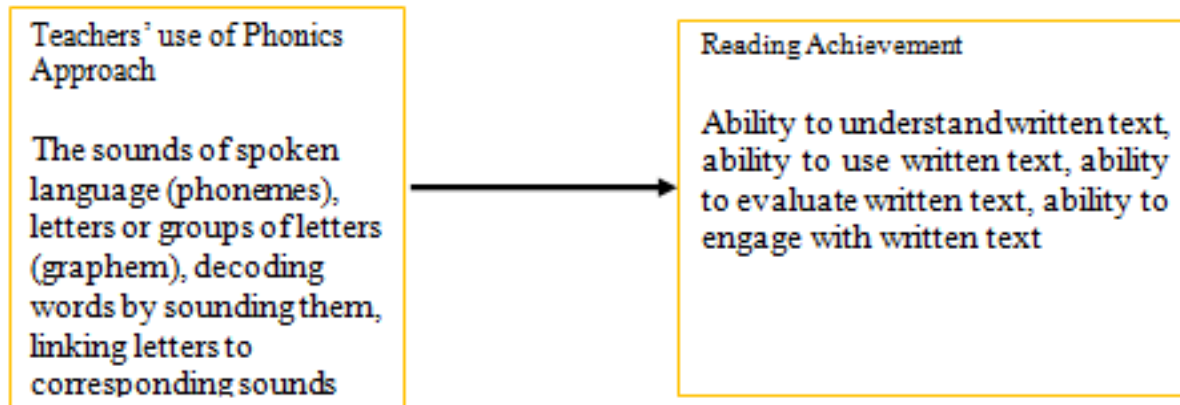 Teachers' use of Phonics
Approach
The sounds of spoken
language (phonemes),
letters or groups of letters
(graphem), decoding
words by sounding them,
linking letters to
corresponding sounds
Reading Achievement
Ability to understand written text,
ability to use written text, ability
to evaluate written text, ability to
engage with written text